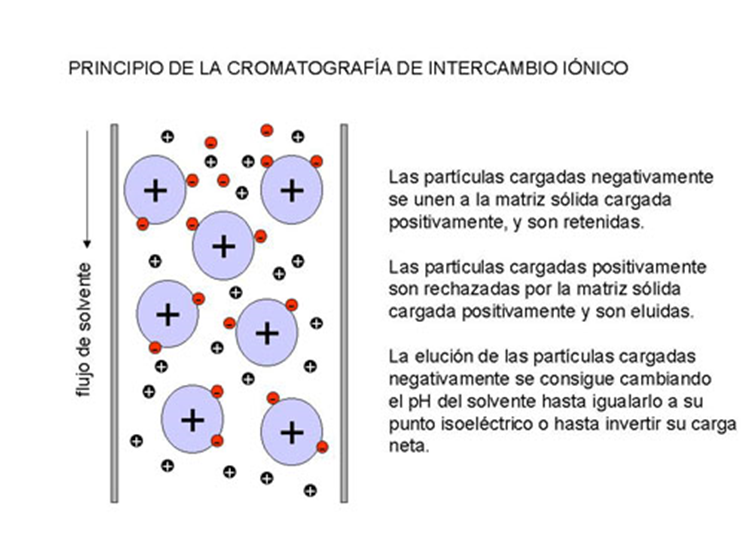 PRINCIPIO DE LA CROMATOGRAFÍA DE INTERCAMBIO IÓNICO
flujo de solvente
Las partículas cargadas negativamente
se unen a la matriz sólida cargada
positivamente, y son retenidas.
Las partículas cargadas positivamente
son rechazadas por la matriz sólida
cargada positivamente y son eluidas.
La elución de las partículas cargadas
negativamente se consigue cambiando
el pH del solvente hasta igualarlo a su
punto isoeléctrico o hasta invertir su carga
neta.